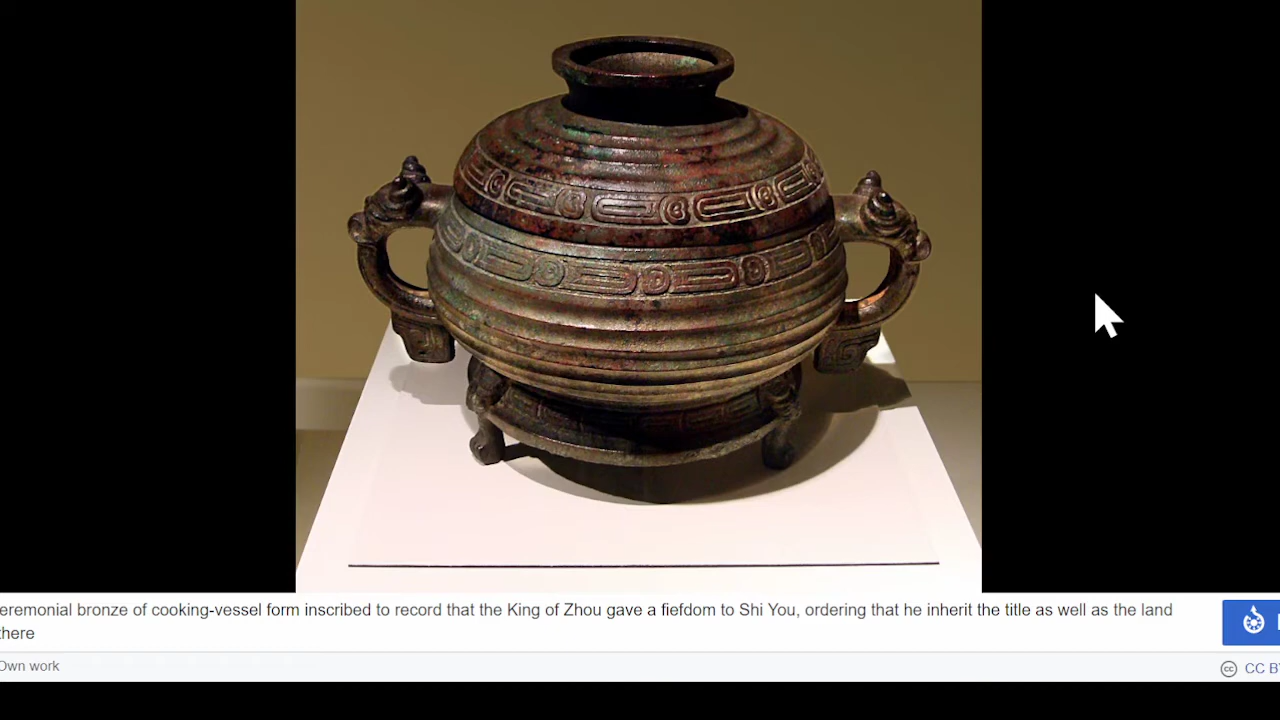 eremonial bronze of cooking-vessel form inscribed to record that the King of Zhou gave a fiefdom to Shi You, ordering that he inherit the title as well as the land
there
Own work
CC BY